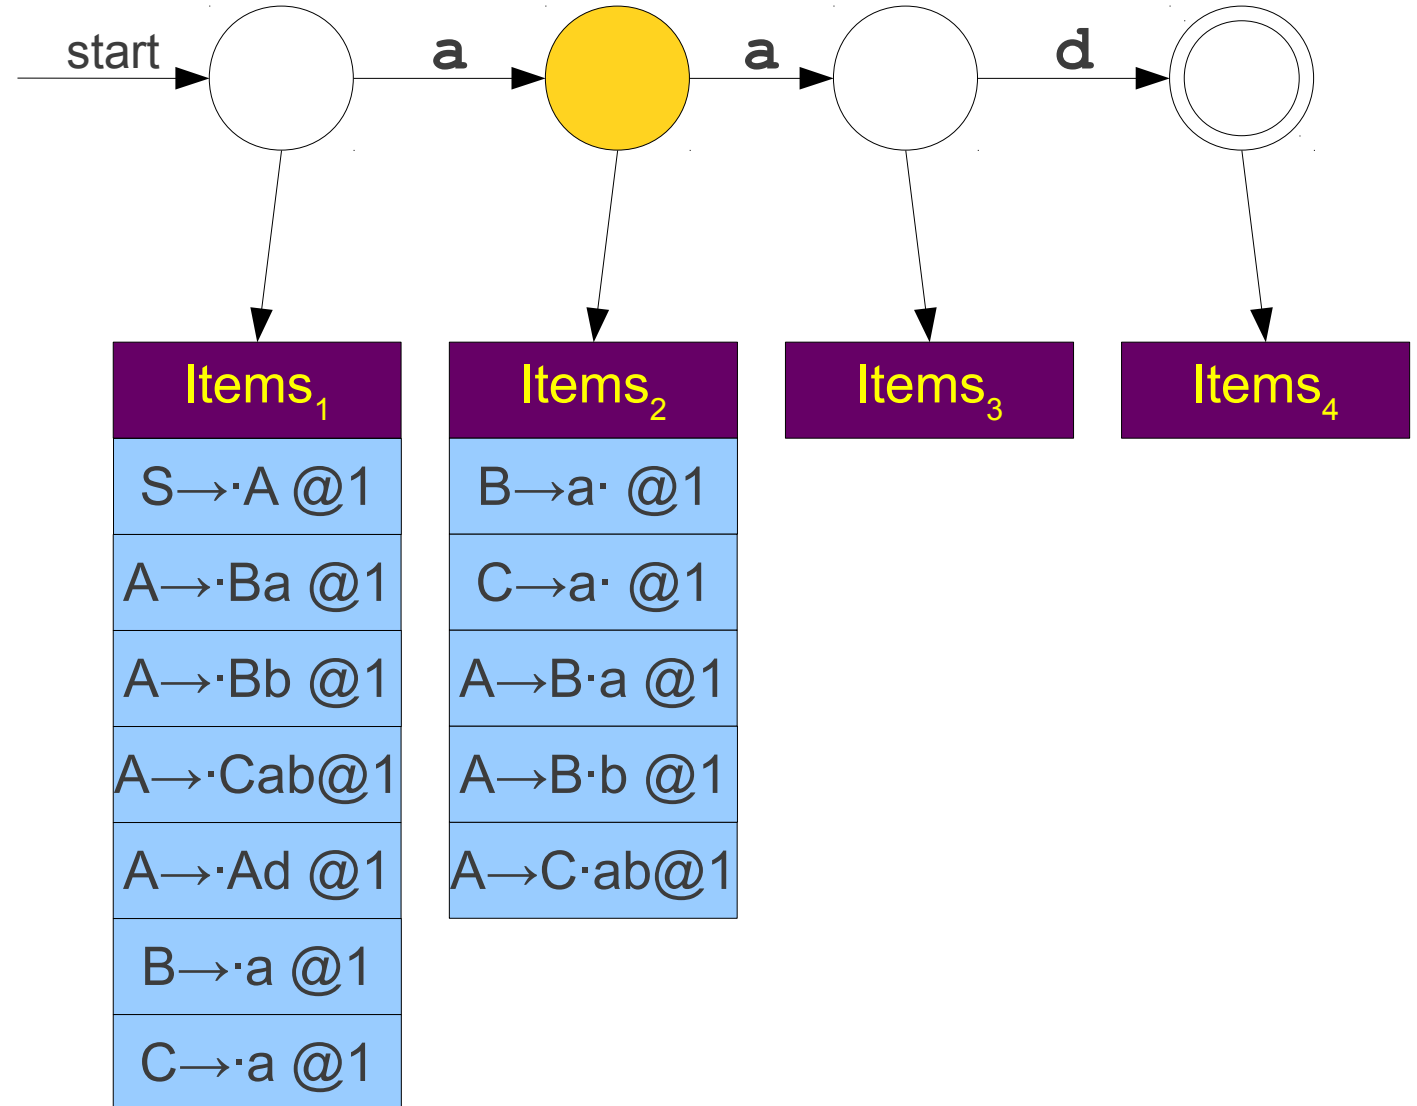 start a a d
Items₁ Items₂ Items₃ Items₄
S→·A @1 B→a· @1
A→·Ba @1 C→a· @1
A→·Bb @1 A→B·a @1
A→·Cab@1 A→B·b @1
A→·Ad @1 A→C·ab@1
B→·a @1
C→·a @1